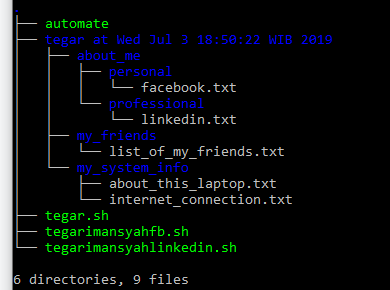 .
├── automate
├── tegar at Wed Jul 3 18:50:22 WIB 2019
│   ├── about_me
│   │   ├── personal
│   │   │   └── facebook.txt
│   │   └── professional
│   │       └── linkedin.txt
│   ├── my_friends
│   │   └── list_of_my_friends.txt
│   └── my_system_info
│       ├── about_this_laptop.txt
│       └── internet_connection.txt
├── tegar.sh
├── tegarimansyahfb.sh
└── tegarimansyahlinkedin.sh

6 directories, 9 files